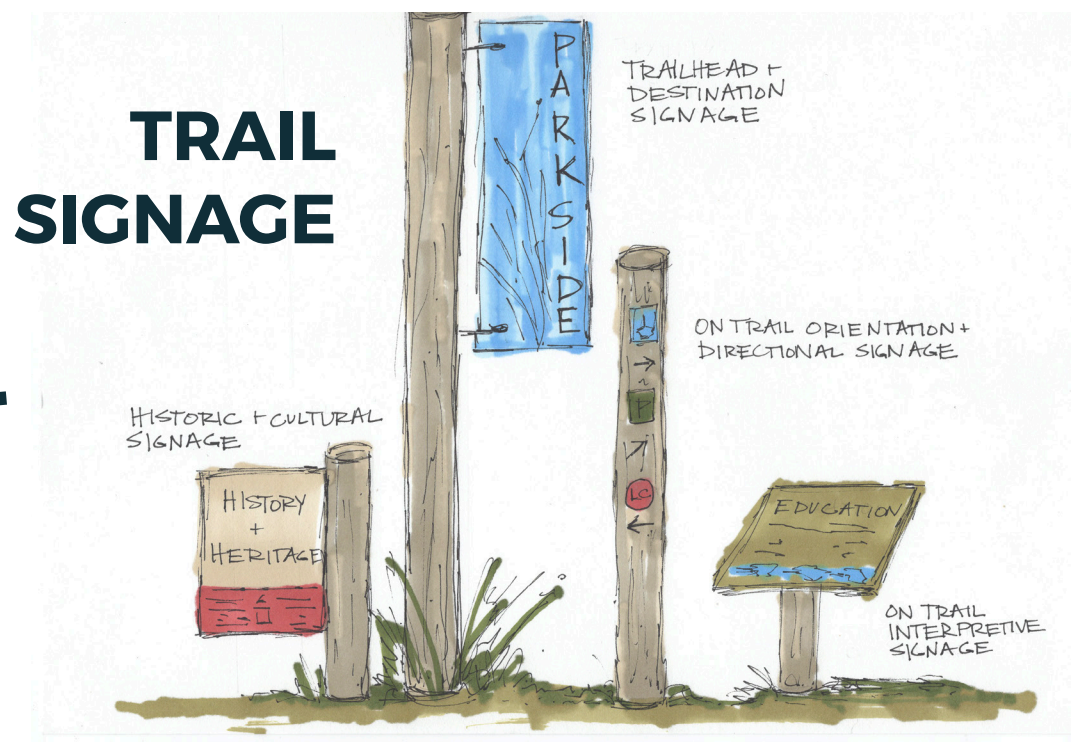 TRAIL
SIGNAGE
PARKSIDE
TRAILHEAD +
DESTINATION
SIGNAGE
ON TRAIL ORIENTATION +
DIRECTIONAL SIGNAGE
P
LC
HISTORIC + CULTURAL
SIGNAGE
HISTORY
+
HERITAGE
EDUCATION
ON TRAIL
INTERPRETIVE
SIGNAGE